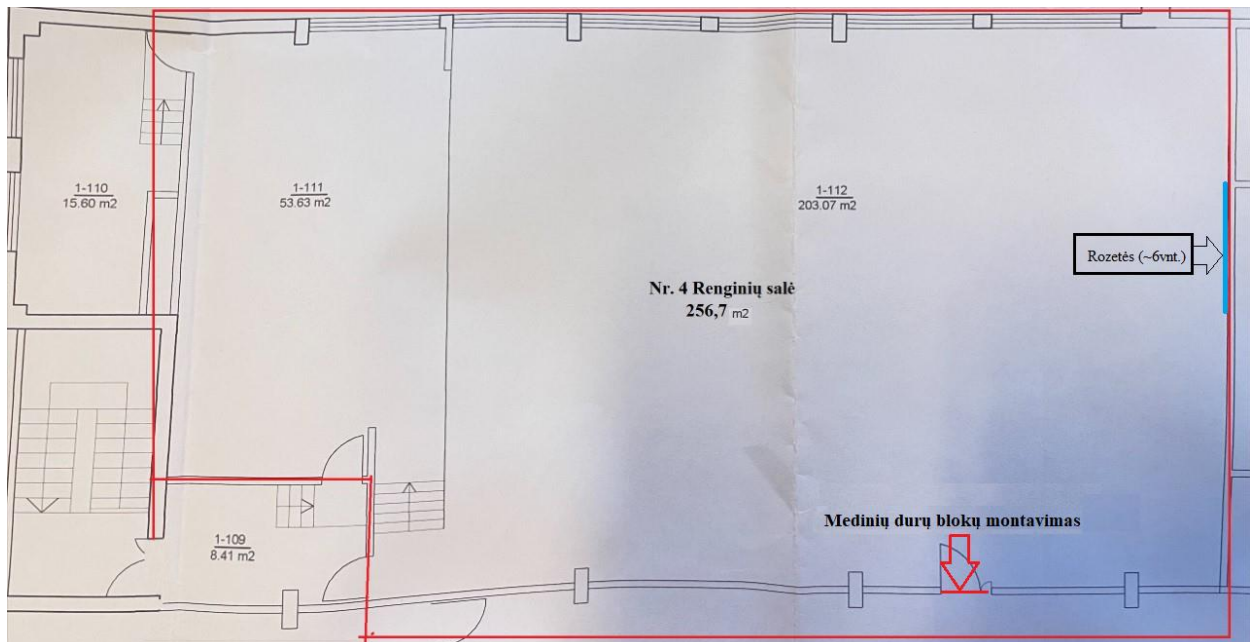 1-110
15.60 m2
1-111
53.63 m2
1-112
203.07 m2
Rozetės (~6vnt.)
Nr. 4 Renginių salė
256,7 m2
Medinių durų blokų montavimas
1-109
8.41 m2